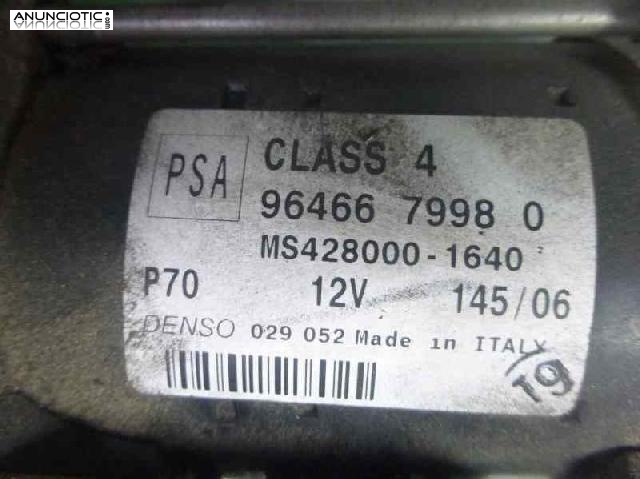 ANUNCIOTIC.com
PSA
CLASS 4
96466 7998 0
MS428000-1640
P70 12V 145/06
DENSO 029 052 Made in ITALY
19